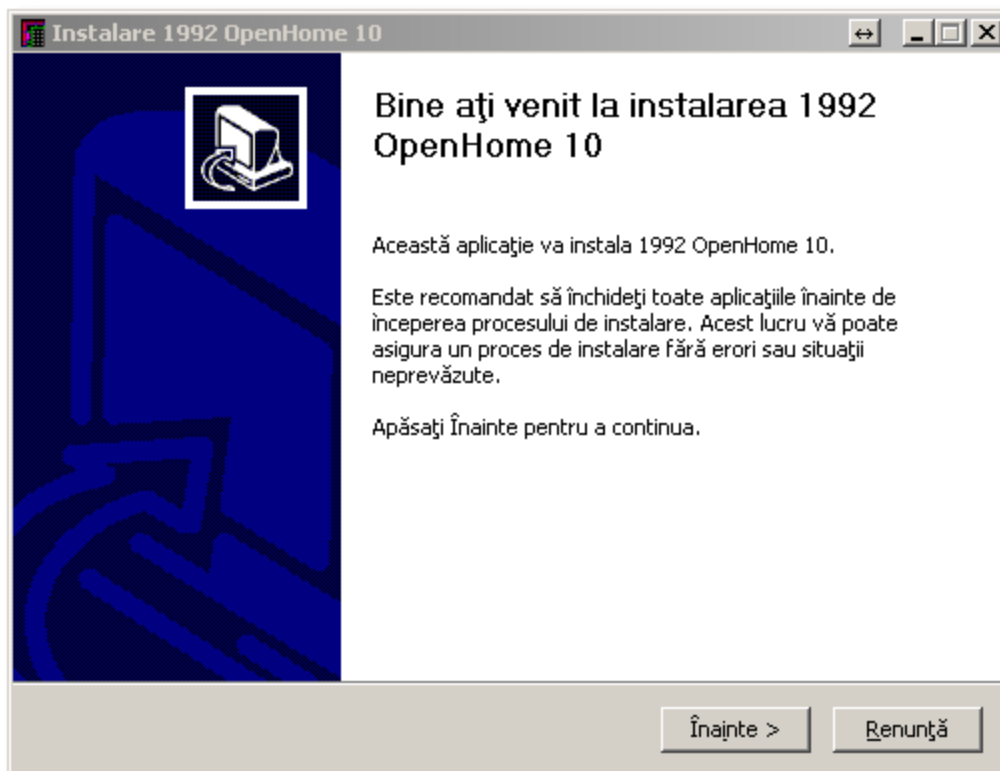 Instalare 1992 OpenHome 10
Bine aţi venit la instalarea 1992
OpenHome 10
Această aplicaţie va instala 1992 OpenHome 10.
Este recomandat să închideţi toate aplicaţiile înainte de
începerea procesului de instalare. Acest lucru vă poate
asigura un proces de instalare fără erori sau situaţii
neprevăzute.
Apăsaţi Înainte pentru a continua.
Înainte >
Renunţă